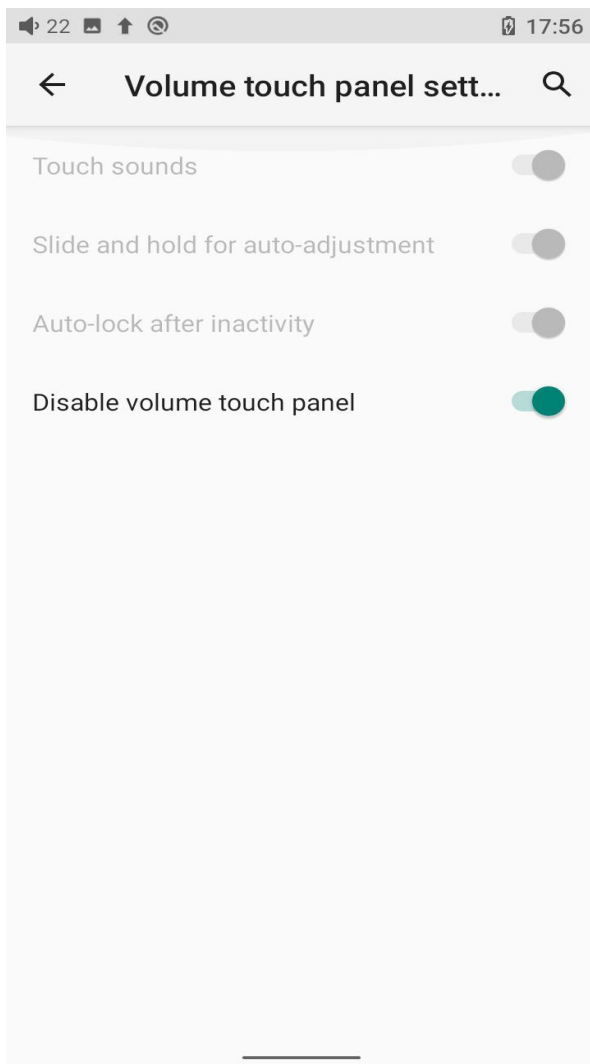 22 17:56
Volume touch panel sett...
Touch sounds
Slide and hold for auto-adjustment
Auto-lock after inactivity
Disable volume touch panel